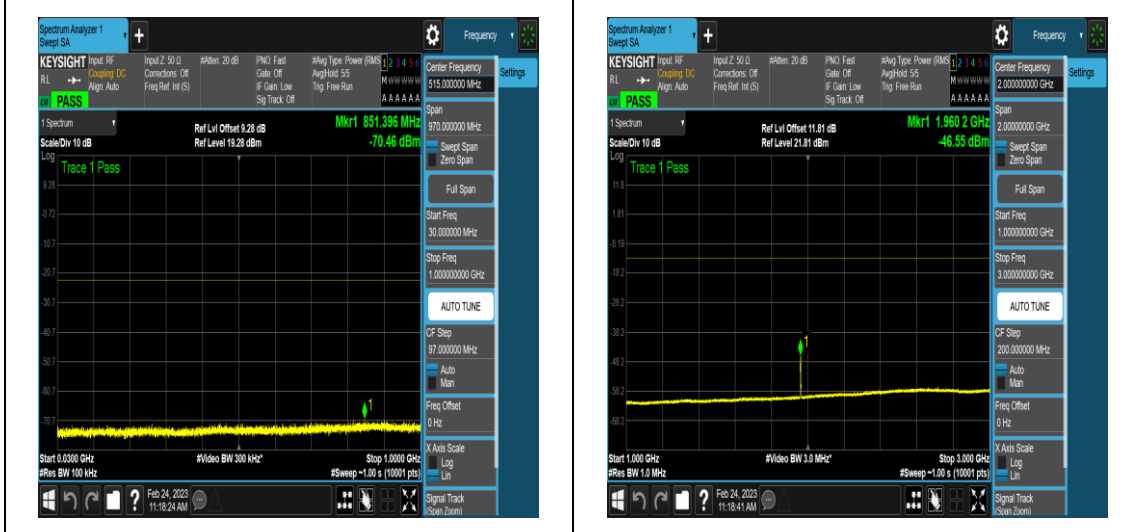 Spectrum Analyzer 1
Swept SA
+
Frequency
KEYSIGHT
Input: RF
Coupling: DC
Align: Auto
Input Z: 50 Ω
Corrections: Off
Freq Ref: Int (S)
#Atten: 20 dB
PNO: Fast
Gate: Off
IF Gain: Low
Sig Track: Off
#Avg Type: Power (RMS
Avg|Hold: 5/5
Trig: Free Run
1 2 3 4 5 6
M W W W W W
A A A A A A
RL
LXI
PASS
Center Frequency
515.000000 MHz
Settings
Span
970.000000 MHz
Swept Span
Zero Span
Full Span
Start Freq
30.000000 MHz
Stop Freq
1.000000000 GHz
AUTO TUNE
CF Step
97.000000 MHz
Auto
Man
Freq Offset
0 Hz
X Axis Scale
Log
Lin
Signal Track
(Span Zoom)
1 Spectrum
Scale/Div 10 dB
Log
Ref Lvl Offset 9.28 dB
Ref Level 19.28 dBm
Mkr1 851.396 MHz
-70.46 dBm
Trace 1 Pass
9.28
-0.72
-10.7
-20.7
-30.7
-40.7
-50.7
-60.7
-70.7
1
Start 0.0300 GHz
#Res BW 100 kHz
#Video BW 300 kHz*
Stop 1.0000 GHz
#Sweep ~1.00 s (10001 pts)
?
Feb 24, 2023
11:18:24 AM
Spectrum Analyzer 1
Swept SA
+
Frequency
KEYSIGHT
Input: RF
Coupling: DC
Align: Auto
Input Z: 50 Ω
Corrections: Off
Freq Ref: Int (S)
#Atten: 20 dB
PNO: Fast
Gate: Off
IF Gain: Low
Sig Track: Off
#Avg Type: Power (RMS
Avg|Hold: 5/5
Trig: Free Run
1 2 3 4 5 6
M W W W W W
A A A A A A
RL
LXI
PASS
Center Frequency
2.000000000 GHz
Settings
Span
2.00000000 GHz
Swept Span
Zero Span
Full Span
Start Freq
1.000000000 GHz
Stop Freq
3.000000000 GHz
AUTO TUNE
CF Step
200.000000 MHz
Auto
Man
Freq Offset
0 Hz
X Axis Scale
Log
Lin
Signal Track
(Span Zoom)
1 Spectrum
Scale/Div 10 dB
Log
Ref Lvl Offset 11.81 dB
Ref Level 21.81 dBm
Mkr1 1.960 2 GHz
-46.55 dBm
Trace 1 Pass
11.8
1.81
-8.19
-18.2
-28.2
-38.2
-48.2
-58.2
-68.2
1
Start 1.000 GHz
#Res BW 1.0 MHz
#Video BW 3.0 MHz*
Stop 3.000 GHz
#Sweep ~1.00 s (10001 pts)
?
Feb 24, 2023
11:18:41 AM